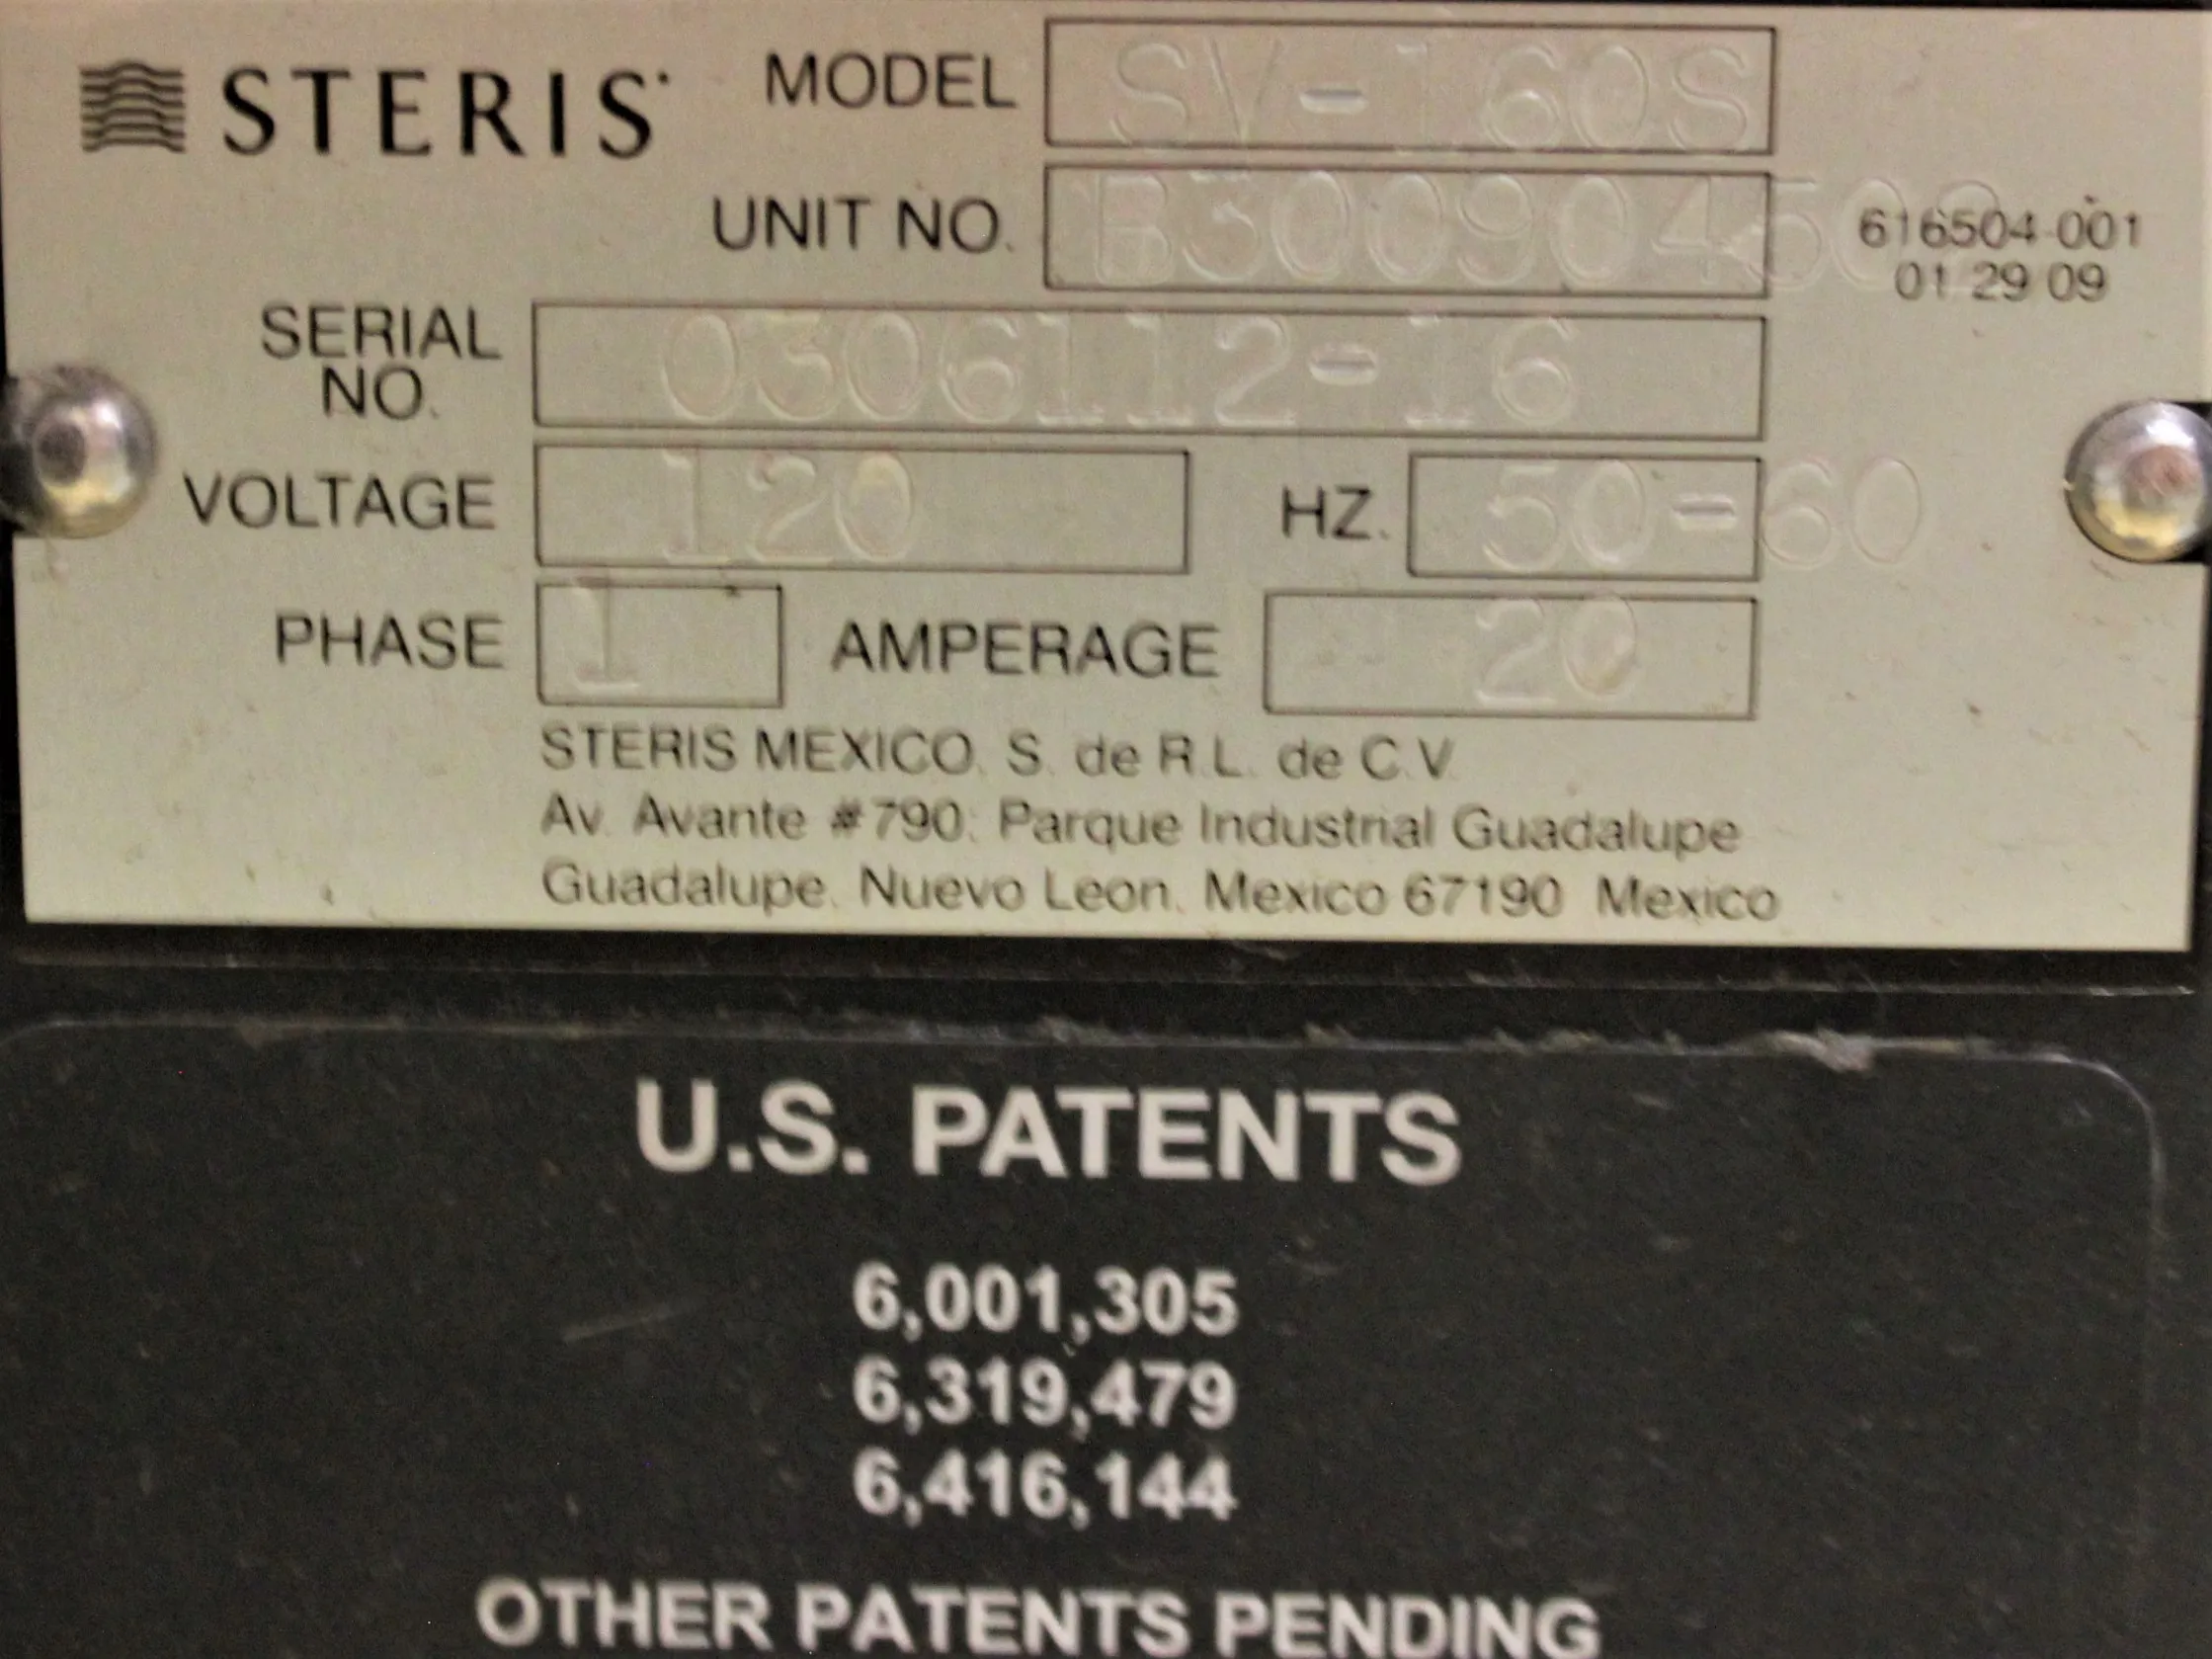 STERIS
MODEL SV-160S
UNIT NO.
616504-001
01 29 09
SERIAL NO. 0306112-16
VOLTAGE 120 HZ. 50-60
PHASE 1 AMPERAGE 20
STERIS MEXICO, S. de R.L. de C.V.
Av. Avante #790. Parque Industrial Guadalupe
Guadalupe, Nuevo Leon, Mexico 67190 Mexico
U.S. PATENTS
6,001,305
6,319,479
6,416,144
OTHER PATENTS PENDING